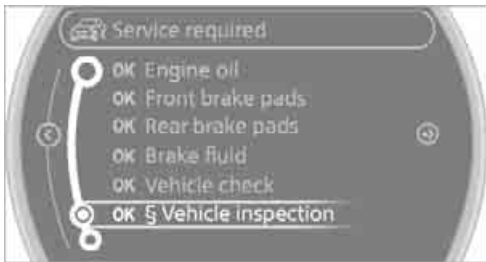 Service required
OK Engine oil
OK Front brake pads
OK Rear brake pads
OK Brake fluid
OK Vehicle check
OK § Vehicle inspection